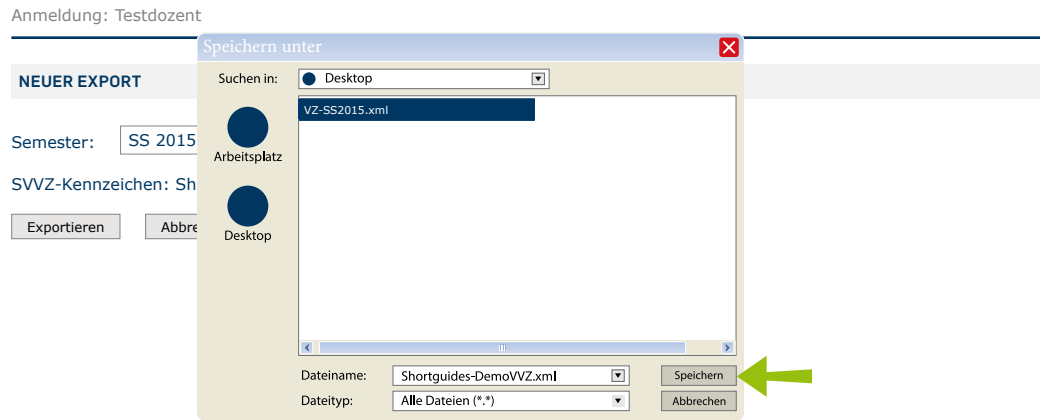 Anmeldung: Testdozent
Speichern unter
NEUER EXPORT
Suchen in: Desktop
VZ-SS2015.xml
Semester: SS 2015
Arbeitsplatz
SVVZ-Kennzeichen: Sh
Exportieren Abbre
Desktop
Dateiname: Shortguides-DemoVVZ.xml Speichern
Dateityp: Alle Dateien (*.*) Abbrechen